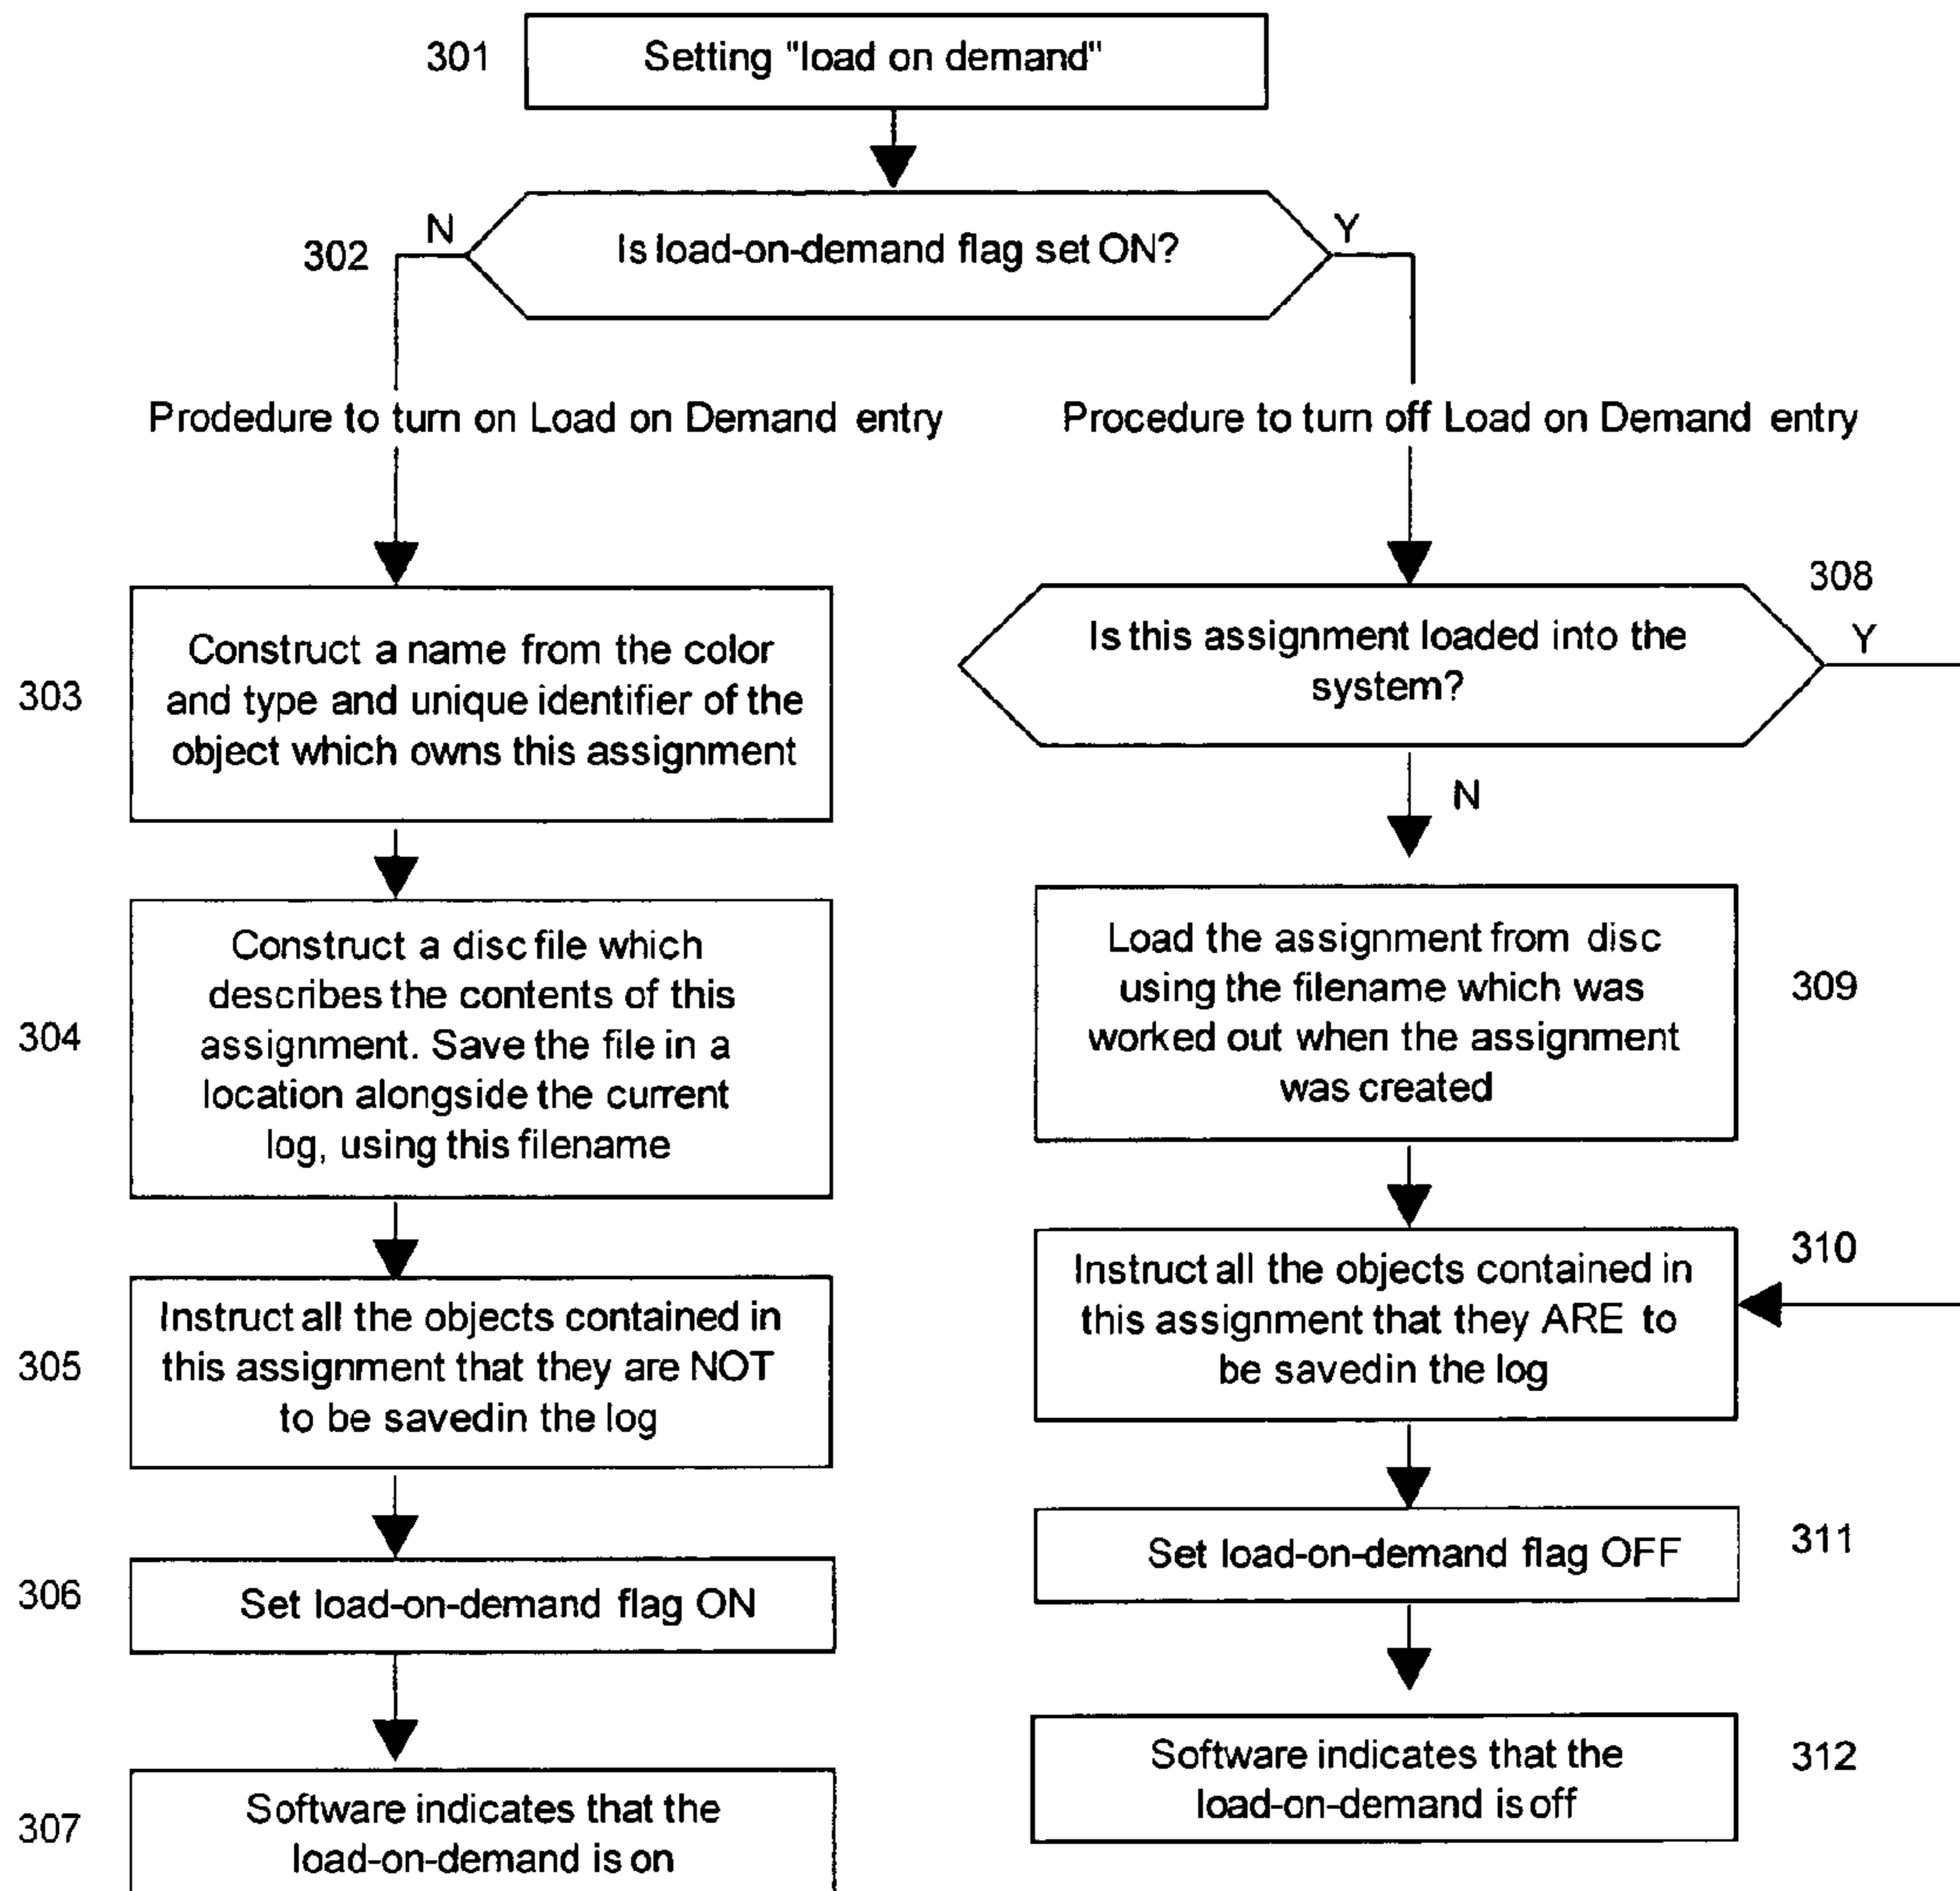 301
Setting "load on demand"
302
N
Is load-on-demand flag set ON?
Y
Prodedure to turn on Load on Demand entry
Procedure to turn off Load on Demand entry
303
Construct a name from the color
and type and unique identifier of the
object which owns this assignment
304
Construct a disc file which
describes the contents of this
assignment. Save the file in a
location alongside the current
log, using this filename
305
Instruct all the objects contained in
this assignment that they are NOT
to be savedin the log
306
Set load-on-demand flag ON
307
Software indicates that the
load-on-demand is on
308
Is this assignment loaded into the
system?
Y
N
Load the assignment from disc
using the filename which was
worked out when the assignment
was created
309
Instruct all the objects contained in
this assignment that they ARE to
be savedin the log
310
Set load-on-demand flag OFF
311
Software indicates that the
load-on-demand is off
312